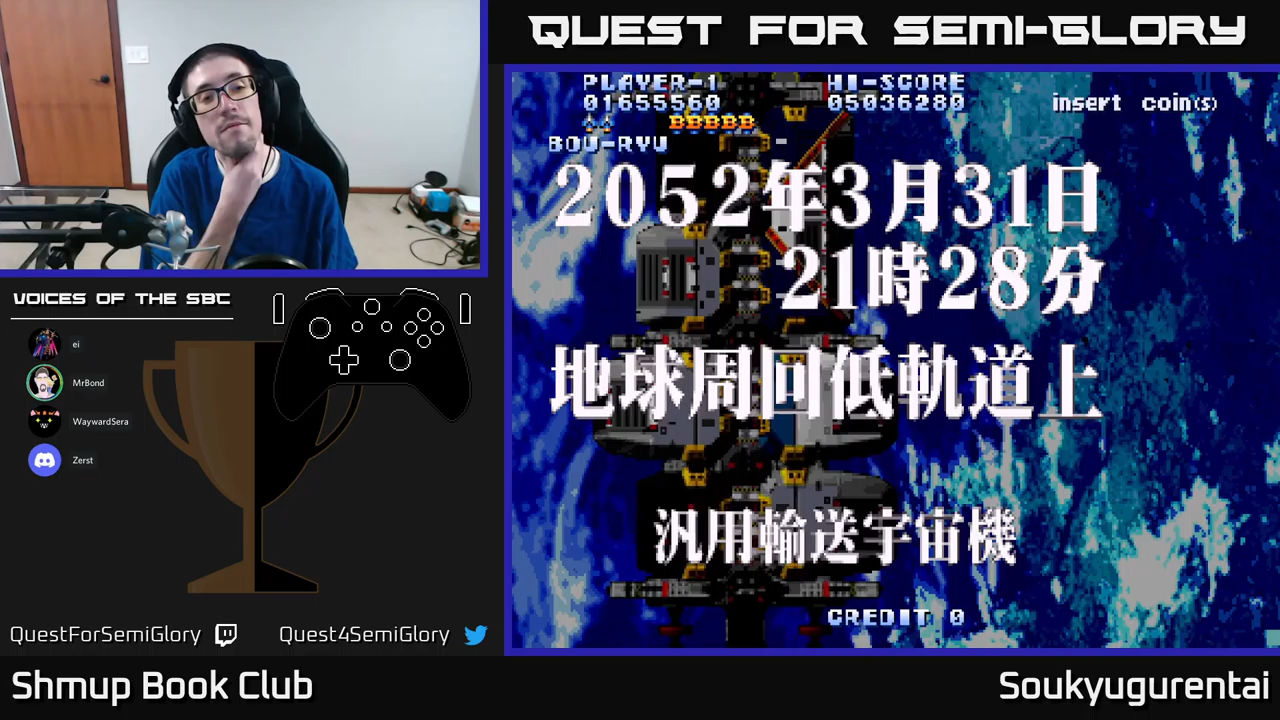 QUEST FOR SEMI-GLORY
PLAYER-1
01655560
BBBBB
BOU-RYU
HI-SCORE
05036280
insert coin(s)
2052年3月31日
21時28分
地球周回低軌道上
汎用輸送宇宙機
CREDIT 0
VOICES OF THE SBC
ei
MrBond
WaywardSera
Zerst
QuestForSemiGlory
Quest4SemiGlory
Shmup Book Club
Soukyugurentai